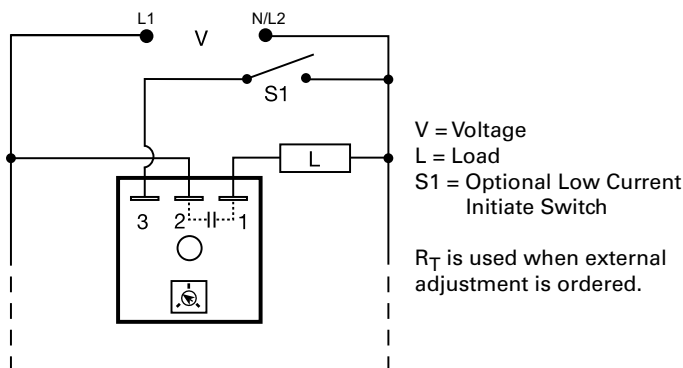 L1
N/L2
V
S1
L
3
2
1
V = Voltage
L = Load
S1 = Optional Low Current
Initiate Switch
R_T is used when external
adjustment is ordered.